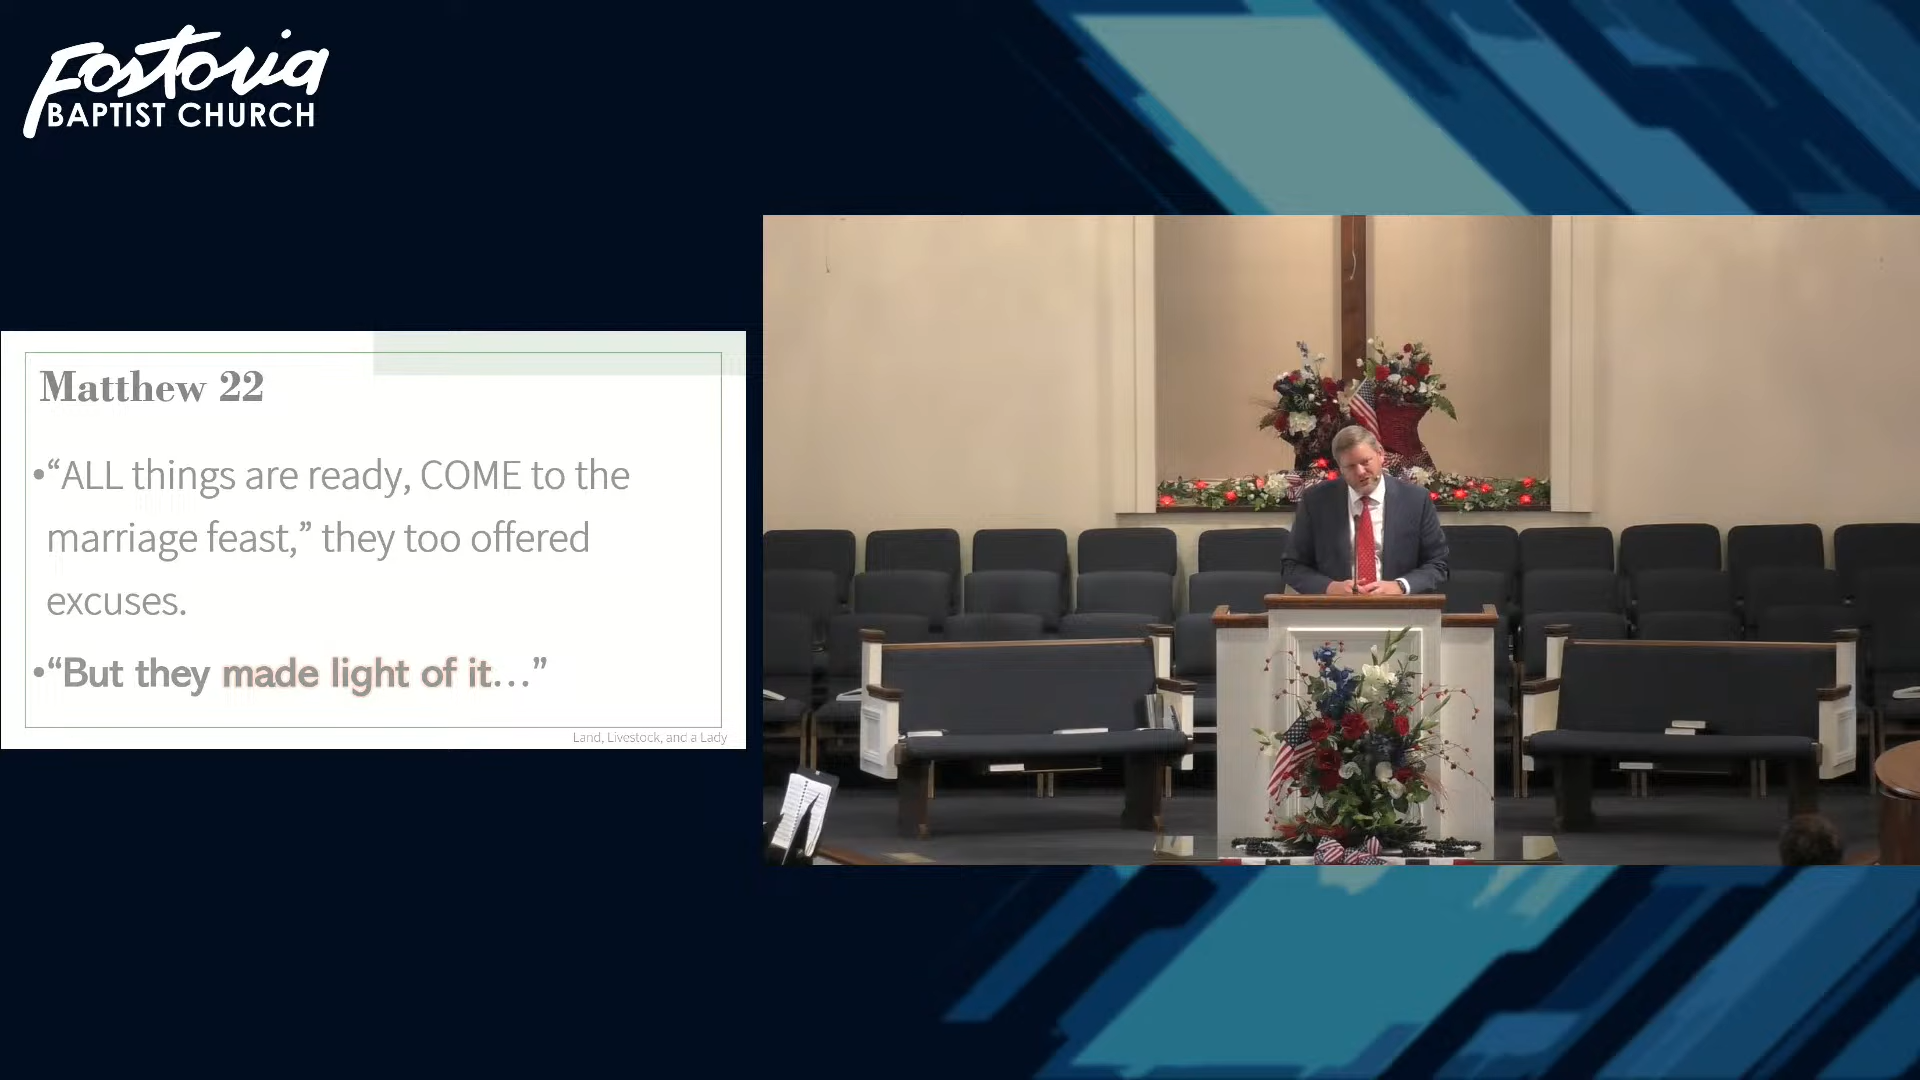 Fostoria
BAPTIST CHURCH
Matthew 22
•“ALL things are ready, COME to the
marriage feast,” they too offered
excuses.
•“But they made light of it…”
Land, Livestock, and a Lady